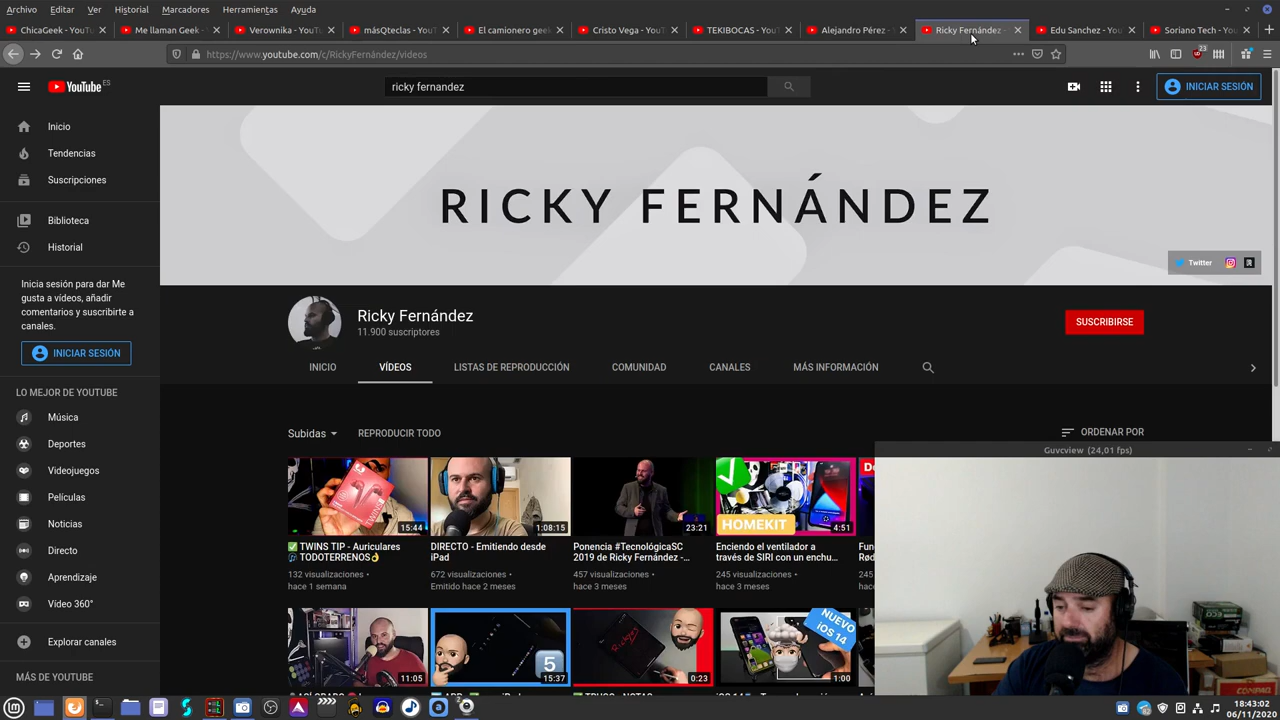 Archivo Editar Ver Historial Marcadores Herramientas Ayuda
ChicaGeek - YouT
Me llaman Geek -
Verownika - YouTu
másQteclas - YouT
El camionero geek
Cristo Vega - YouT
TEKIBOCAS - YouT
Alejandro Pérez - S
Ricky Fernández -
Edu Sanchez - You
Soriano Tech - You
https://www.youtube.com/c/RickyFernández/videos
23
YouTube ES
ricky fernandez
INICIAR SESIÓN
Inicio
Tendencias
Suscripciones
Biblioteca
Historial
Inicia sesión para dar Me
gusta a vídeos, añadir
comentarios y suscribirte a
canales.
INICIAR SESIÓN
LO MEJOR DE YOUTUBE
Música
Deportes
Videojuegos
Películas
Noticias
Directo
Aprendizaje
Vídeo 360°
Explorar canales
MÁS DE YOUTUBE
RICKY FERNÁNDEZ
Twitter
Ricky Fernández
11.900 suscriptores
SUSCRIBIRSE
INICIO VÍDEOS LISTAS DE REPRODUCCIÓN COMUNIDAD CANALES MÁS INFORMACIÓN
Subidas REPRODUCIR TODO
ORDENAR POR
15:44
1:08:15
23:21
HOMEKIT
4:51
✅ TWINS TIP - Auriculares
🎶 TODOTERRENOS👌
132 visualizaciones •
hace 1 semana
DIRECTO - Emitiendo desde
iPad
672 visualizaciones •
Emitido hace 2 meses
Ponencia #TecnológicaSC
2019 de Ricky Fernández -...
457 visualizaciones •
hace 3 meses
Enciendo el ventilador a
través de SIRI con un enchu...
245 visualizaciones •
hace 3 meses
11:05
5
15:37
0:23
NUEVO
iOS 14
1:00
Guvcview (24,01 fps)
18:43:02
06/11/2020